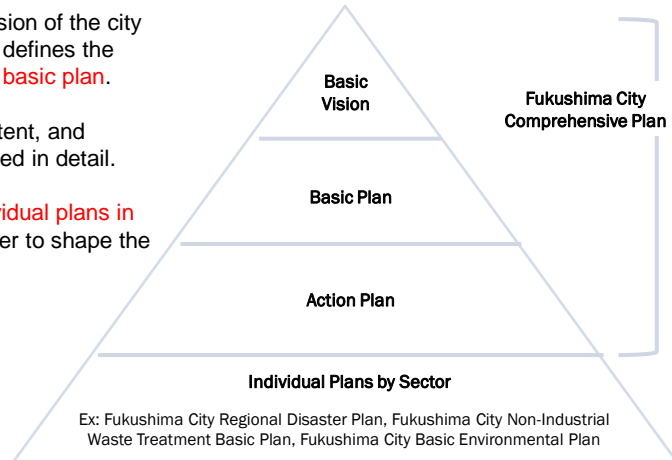 sion of the city
defines the
basic plan.
tent, and
ed in detail.
vidual plans in
er to shape the
Basic
Vision
Fukushima City
Comprehensive Plan
Basic Plan
Action Plan
Individual Plans by Sector
Ex: Fukushima City Regional Disaster Plan, Fukushima City Non-Industrial
Waste Treatment Basic Plan, Fukushima City Basic Environmental Plan